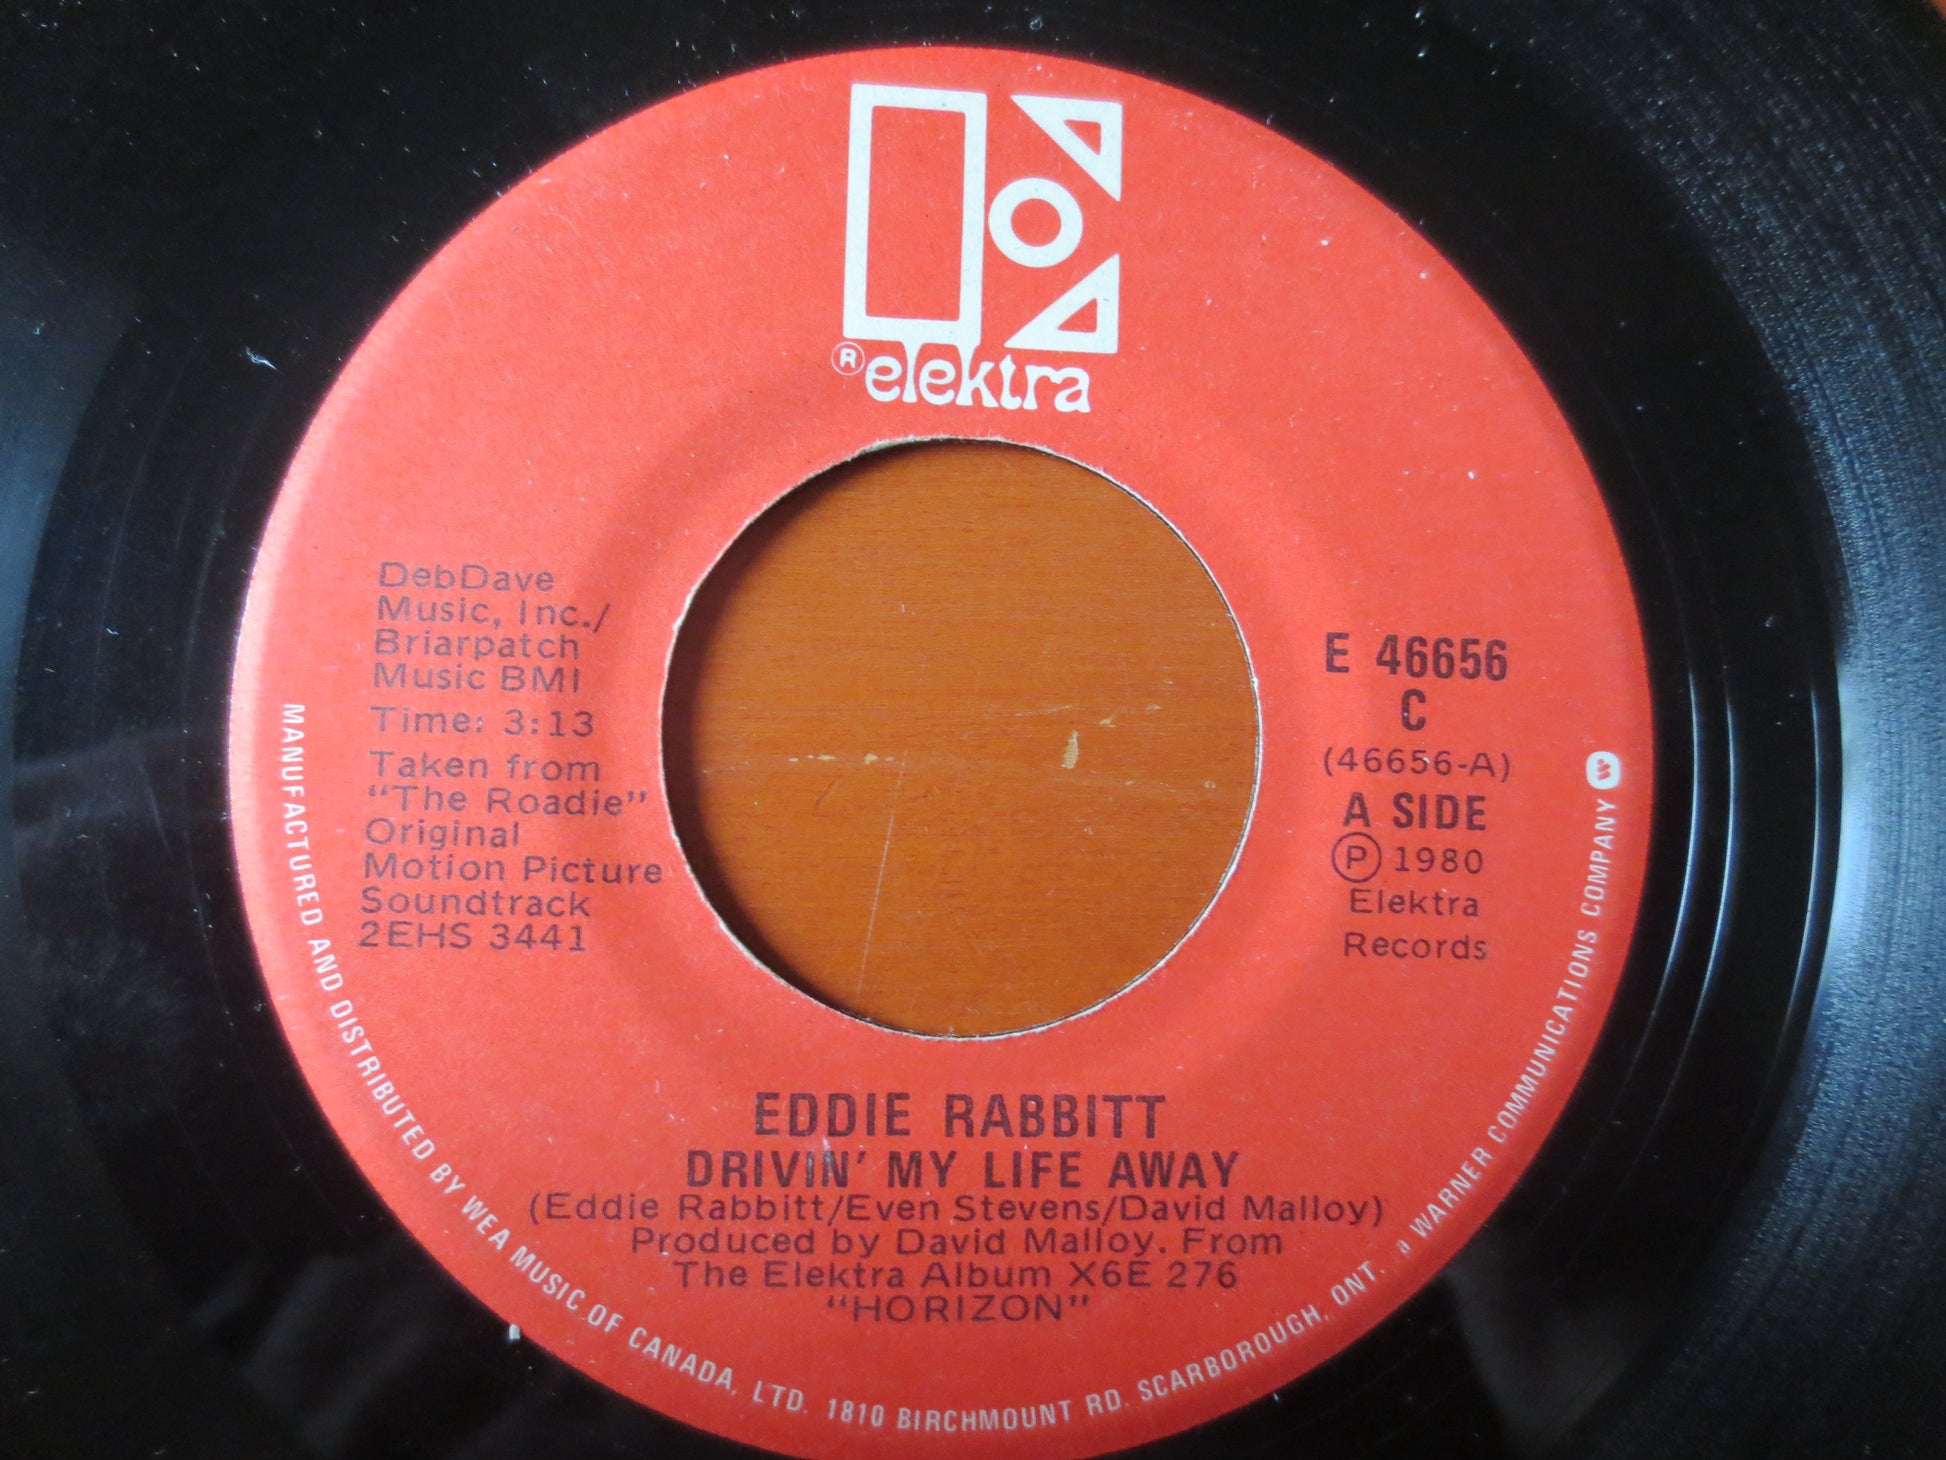 ® elektra
DebDave
Music, Inc./
Briarpatch
Music BMI
Time: 3:13
Taken from
"The Roadie"
Original
Motion Picture
Soundtrack
2EHS 3441
E 46656
C
(46656-A)
A SIDE
Ⓟ 1980
Elektra
Records
EDDIE RABBITT
DRIVIN' MY LIFE AWAY
(Eddie Rabbitt/Even Stevens/David Malloy)
Produced by David Malloy. From
The Elektra Album X6E 276
"HORIZON"
MANUFACTURED AND DISTRIBUTED BY WEA MUSIC OF CANADA, LTD. 1810 BIRCHMOUNT RD. SCARBOROUGH, ONT. a WARNER COMMUNICATIONS COMPANY